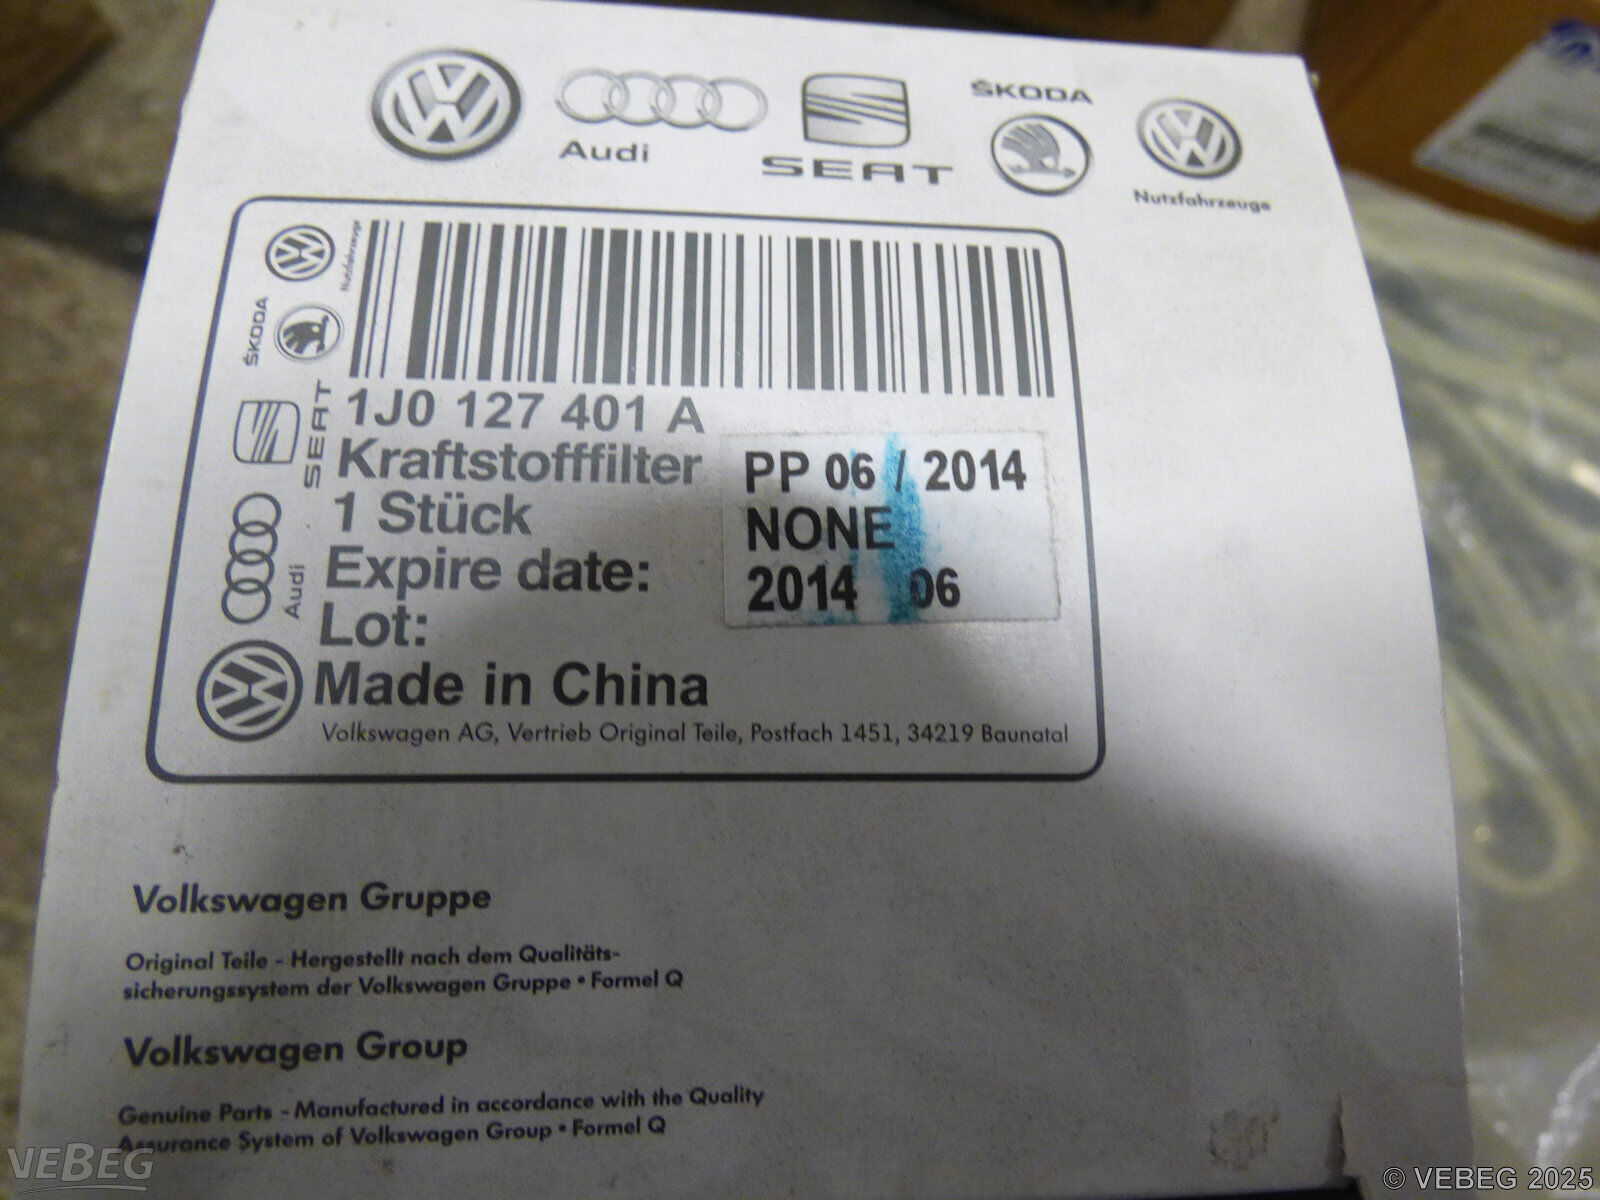 Audi
SEAT
ŠKODA
Nutzfahrzeuge
Nutzfahrzeuge
ŠKODA
SEAT
Audi
1J0 127 401 A
Kraftstofffilter
1 Stück
Expire date:
Lot:
PP 06 / 2014
NONE
2014 06
Made in China
Volkswagen AG, Vertrieb Original Teile, Postfach 1451, 34219 Baunatal
Volkswagen Gruppe
Original Teile - Hergestellt nach dem Qualitäts-
sicherungssystem der Volkswagen Gruppe • Formel Q
Volkswagen Group
Genuine Parts - Manufactured in accordance with the Quality
Assurance System of Volkswagen Group • Formel Q
VEBEG
© VEBEG 2025